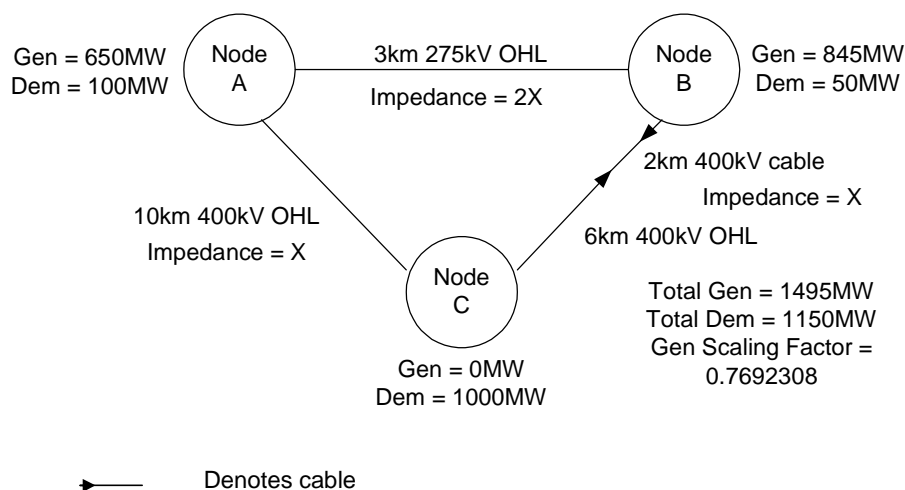 Gen = 650MW
Dem = 100MW
Node
A
3km 275kV OHL
Impedance = 2X
Node
B
Gen = 845MW
Dem = 50MW
2km 400kV cable
Impedance = X
10km 400kV OHL
Impedance = X
6km 400kV OHL
Node
C
Gen = 0MW
Dem = 1000MW
Total Gen = 1495MW
Total Dem = 1150MW
Gen Scaling Factor =
0.7692308
Denotes cable